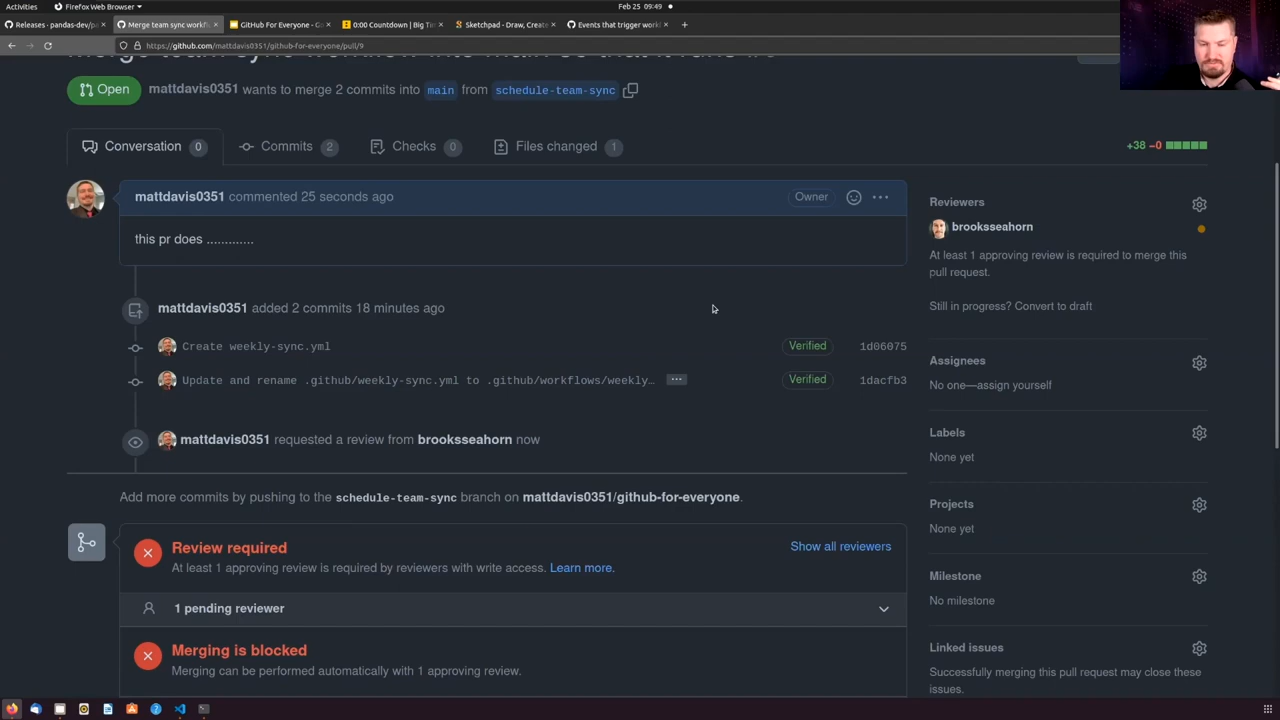 Activities
Firefox Web Browser
Feb 25 09:49
Releases · pandas-dev/pa
Merge team sync workfl
GitHub For Everyone - Go
0:00 Countdown | Big Te
Sketchpad - Draw, Create
Events that trigger workf
https://github.com/mattdavis0351/github-for-everyone/pull/9
Open
mattdavis0351 wants to merge 2 commits into main from schedule-team-sync
Conversation 0
Commits 2
Checks 0
Files changed 1
+38 −0
mattdavis0351 commented 25 seconds ago
Owner
this pr does .............
mattdavis0351 added 2 commits 18 minutes ago
Create weekly-sync.yml
Verified
1d06075
Update and rename .github/weekly-sync.yml to .github/workflows/weekly…
Verified
1dacfb3
mattdavis0351 requested a review from brooksseahorn now
Add more commits by pushing to the schedule-team-sync branch on mattdavis0351/github-for-everyone.
Review required
Show all reviewers
At least 1 approving review is required by reviewers with write access. Learn more.
1 pending reviewer
Merging is blocked
Merging can be performed automatically with 1 approving review.
Reviewers
brooksseahorn
At least 1 approving review is required to merge this
pull request.
Still in progress? Convert to draft
Assignees
No one—assign yourself
Labels
None yet
Projects
None yet
Milestone
No milestone
Linked issues
Successfully merging this pull request may close these
issues.